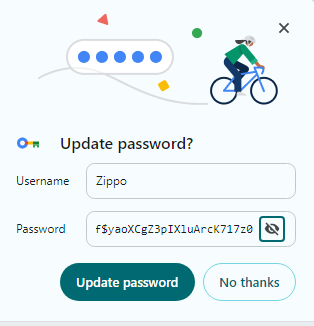 Update password?
Username Zippo
Password f$yaoXCgZ3pIXluArcK717z0
Update password No thanks